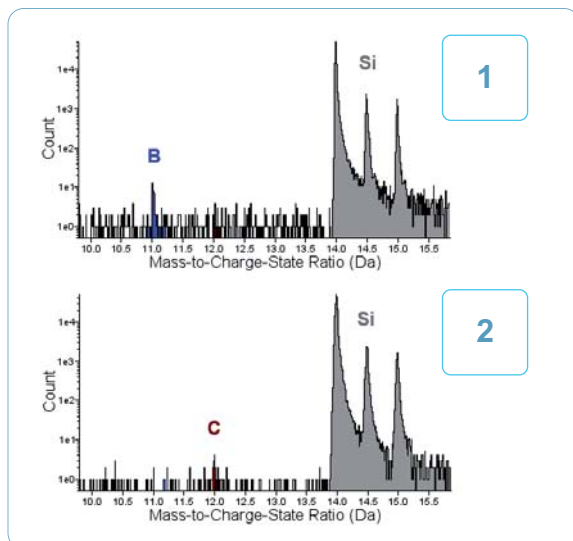 1e4
1e3
1e2
1e1
1e0
Count
B
Si
1
10.0 10.5 11.0 11.5 12.0 12.5 13.0 13.5 14.0 14.5 15.0 15.5
Mass-to-Charge-State Ratio (Da)
1e4
1e3
1e2
1e1
1e0
Count
C
Si
2
10.0 10.5 11.0 11.5 12.0 12.5 13.0 13.5 14.0 14.5 15.0 15.5
Mass-to-Charge-State Ratio (Da)